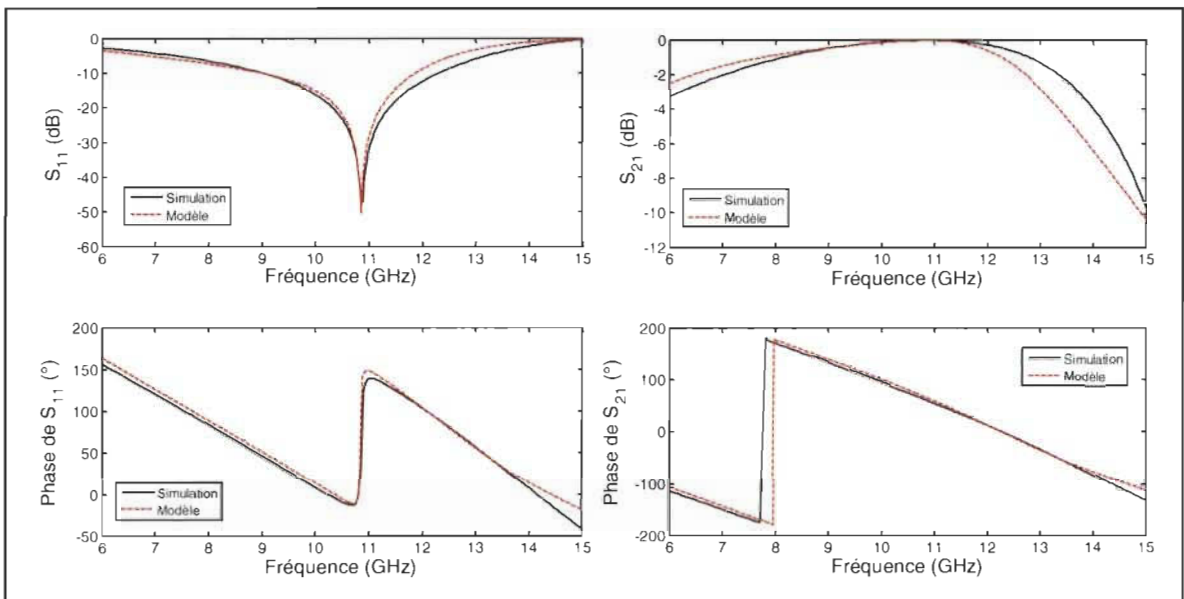 0
-10
-20
-30
-40
-50
-60
S11 (dB)
Simulation
Modèle
6 7 8 9 10 11 12 13 14 15
Fréquence (GHz)
0
-2
-4
-6
-8
-10
-12
S21 (dB)
Simulation
Modèle
6 7 8 9 10 11 12 13 14 15
Fréquence (GHz)
200
150
100
50
0
-50
Phase de S11 (°)
Simulation
Modèle
6 7 8 9 10 11 12 13 14 15
Fréquence (GHz)
200
100
0
-100
-200
Phase de S21 (°)
Simulation
Modèle
6 7 8 9 10 11 12 13 14 15
Fréquence (GHz)